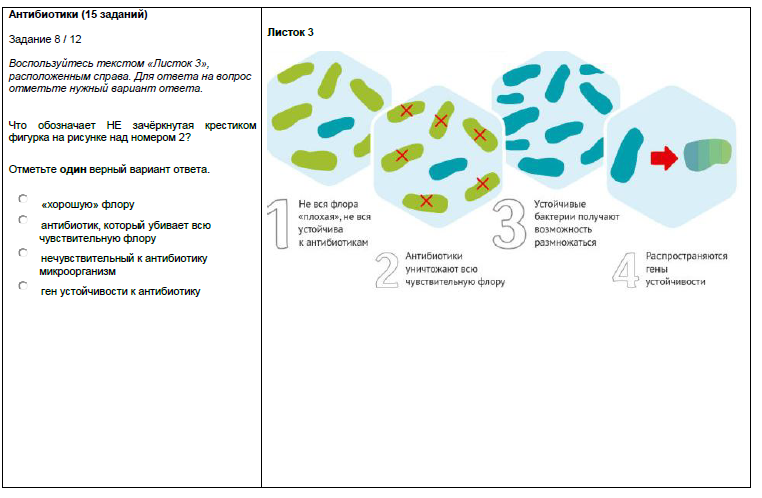 Антибиотики (15 заданий)
Задание 8 / 12
Воспользуйтесь текстом «Листок 3»,
расположенным справа. Для ответа на вопрос
отметьте нужный вариант ответа.
Что обозначает НЕ зачёркнутая крестиком
фигурка на рисунке над номером 2?
Отметьте один верный вариант ответа.
«хорошую» флору
антибиотик, который убивает всю
чувствительную флору
нечувствительный к антибиотику
микроорганизм
ген устойчивости к антибиотику
Листок 3
1
Не вся флора
«плохая», не вся
устойчива
к антибиотикам
2
Антибиотики
уничтожают всю
чувствительную флору
3
Устойчивые
бактерии получают
возможность
размножаться
4
Распространяются
гены
устойчивости